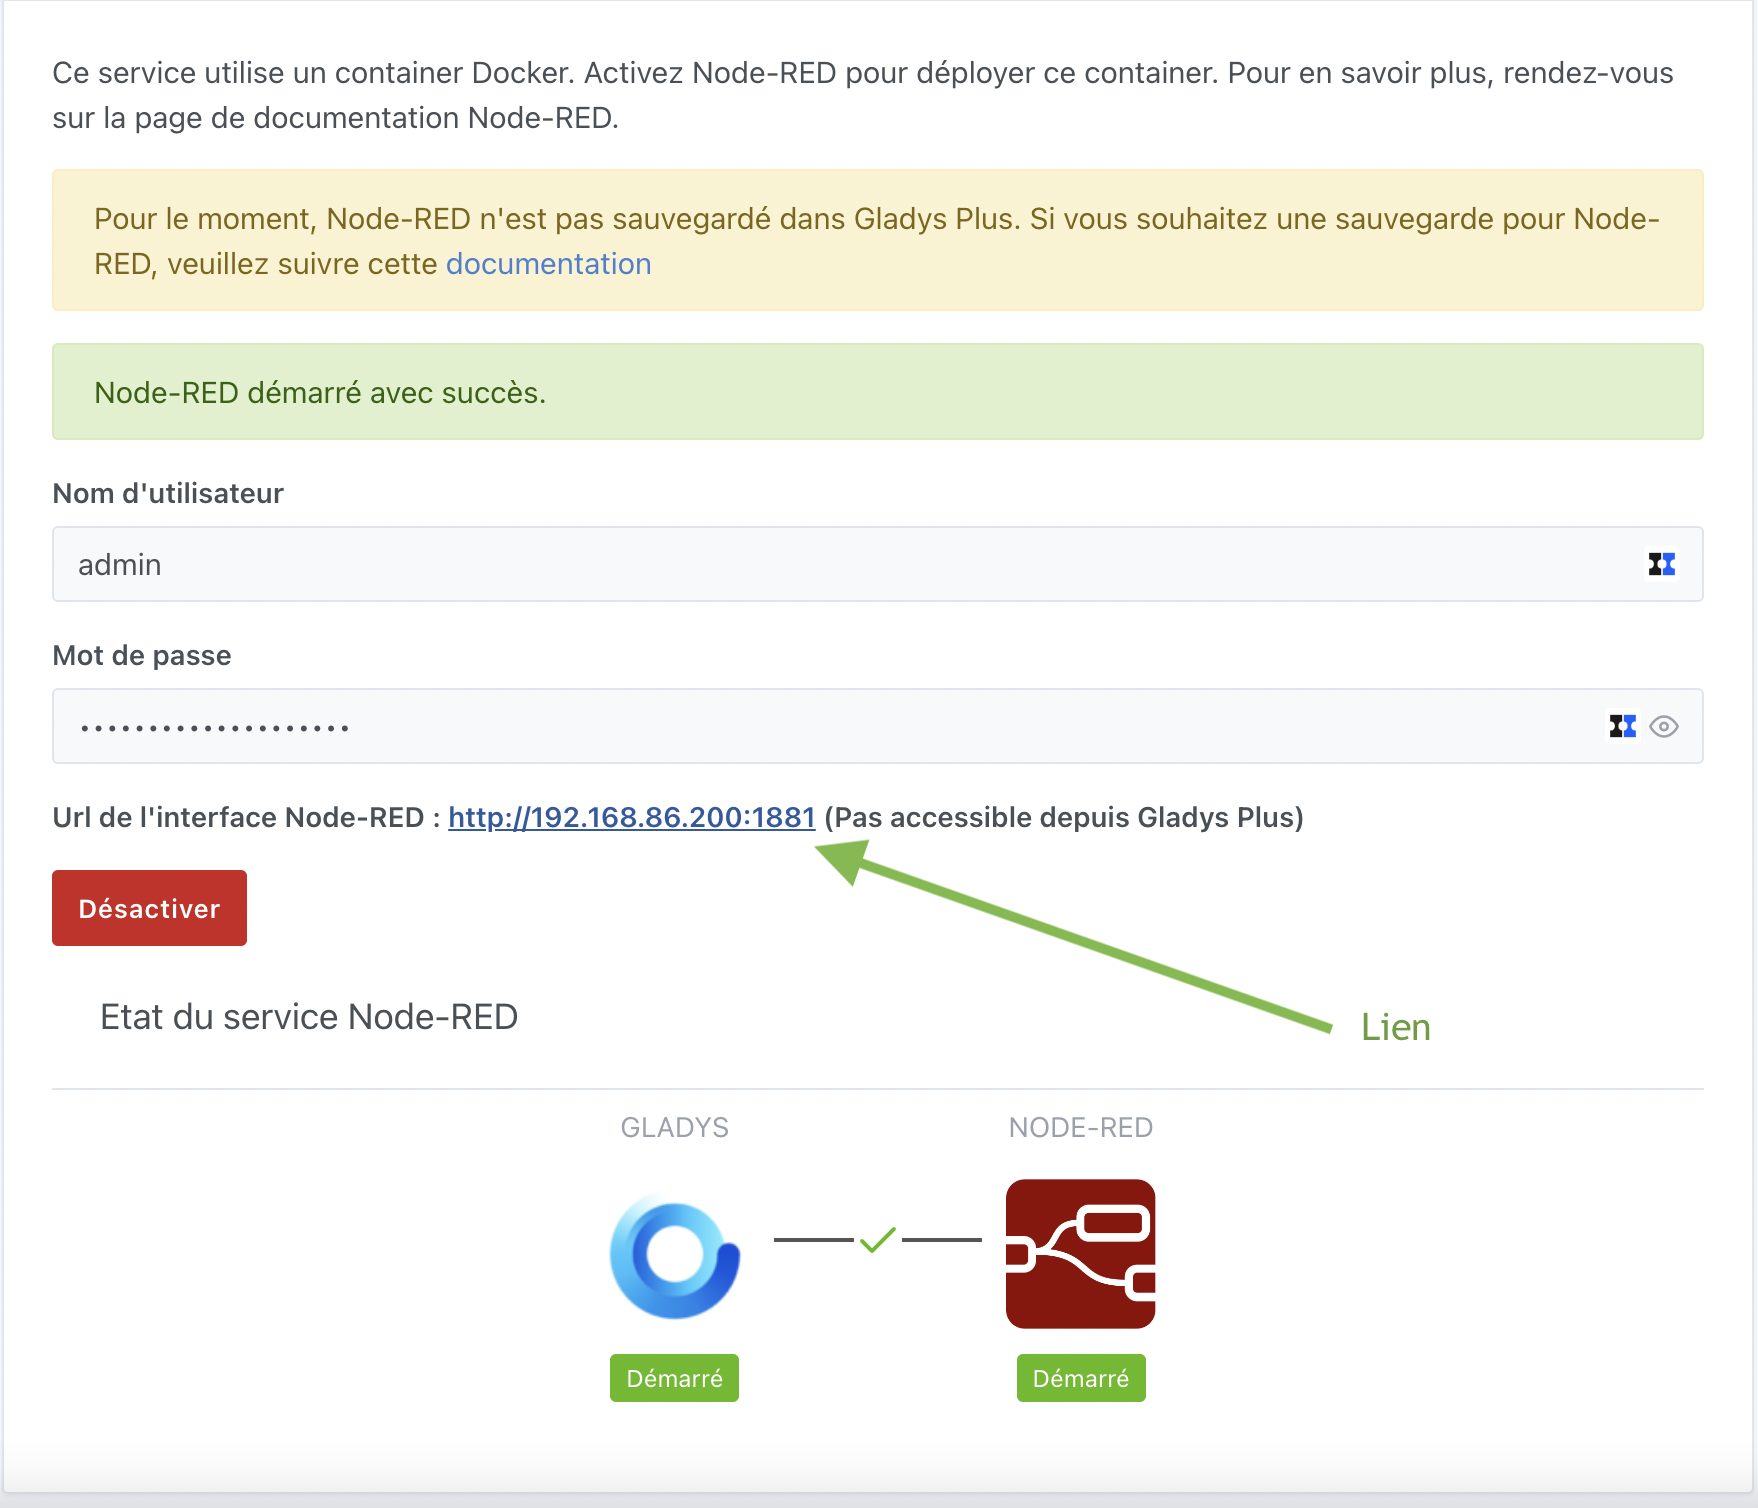 Ce service utilise un container Docker. Activez Node-RED pour déployer ce container. Pour en savoir plus, rendez-vous
sur la page de documentation Node-RED.
Pour le moment, Node-RED n'est pas sauvegardé dans Gladys Plus. Si vous souhaitez une sauvegarde pour Node-
RED, veuillez suivre cette documentation
Node-RED démarré avec succès.
Nom d'utilisateur
admin
Mot de passe
••••••••••••••••••••
Url de l'interface Node-RED : http://192.168.86.200:1881 (Pas accessible depuis Gladys Plus)
Désactiver
Lien
Etat du service Node-RED
GLADYS
NODE-RED
Démarré
Démarré